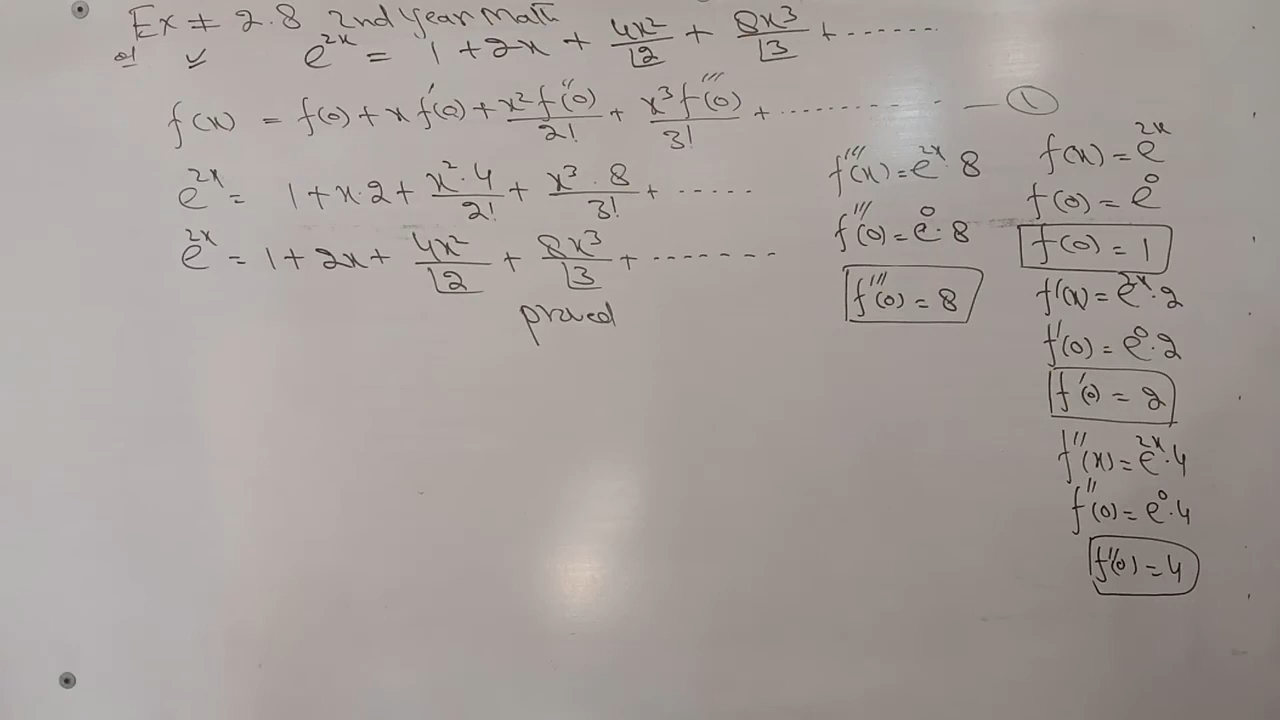 Ex # 2.8 2nd year Math
Q1 ✓ e^{2x} = 1 + 2x + 4x²/⌊2 + 8x³/⌊3 + ......
f(x) = f(0) + x f'(0) + x² f''(0)/2! + x³ f'''(0)/3! + .......... — ①
e^{2x} = 1 + x·2 + x²·4/2! + x³·8/3! + ......
e^{2x} = 1 + 2x + 4x²/⌊2 + 8x³/⌊3 + .......
proved
f'''(x) = e^{2x}·8
f'''(0) = e^0·8
f'''(0) = 8
f(x) = e^{2x}
f(0) = e^0
f(0) = 1
f'(x) = e^{2x}·2
f'(0) = e^0·2
f'(0) = 2
f''(x) = e^{2x}·4
f''(0) = e^0·4
f''(0) = 4